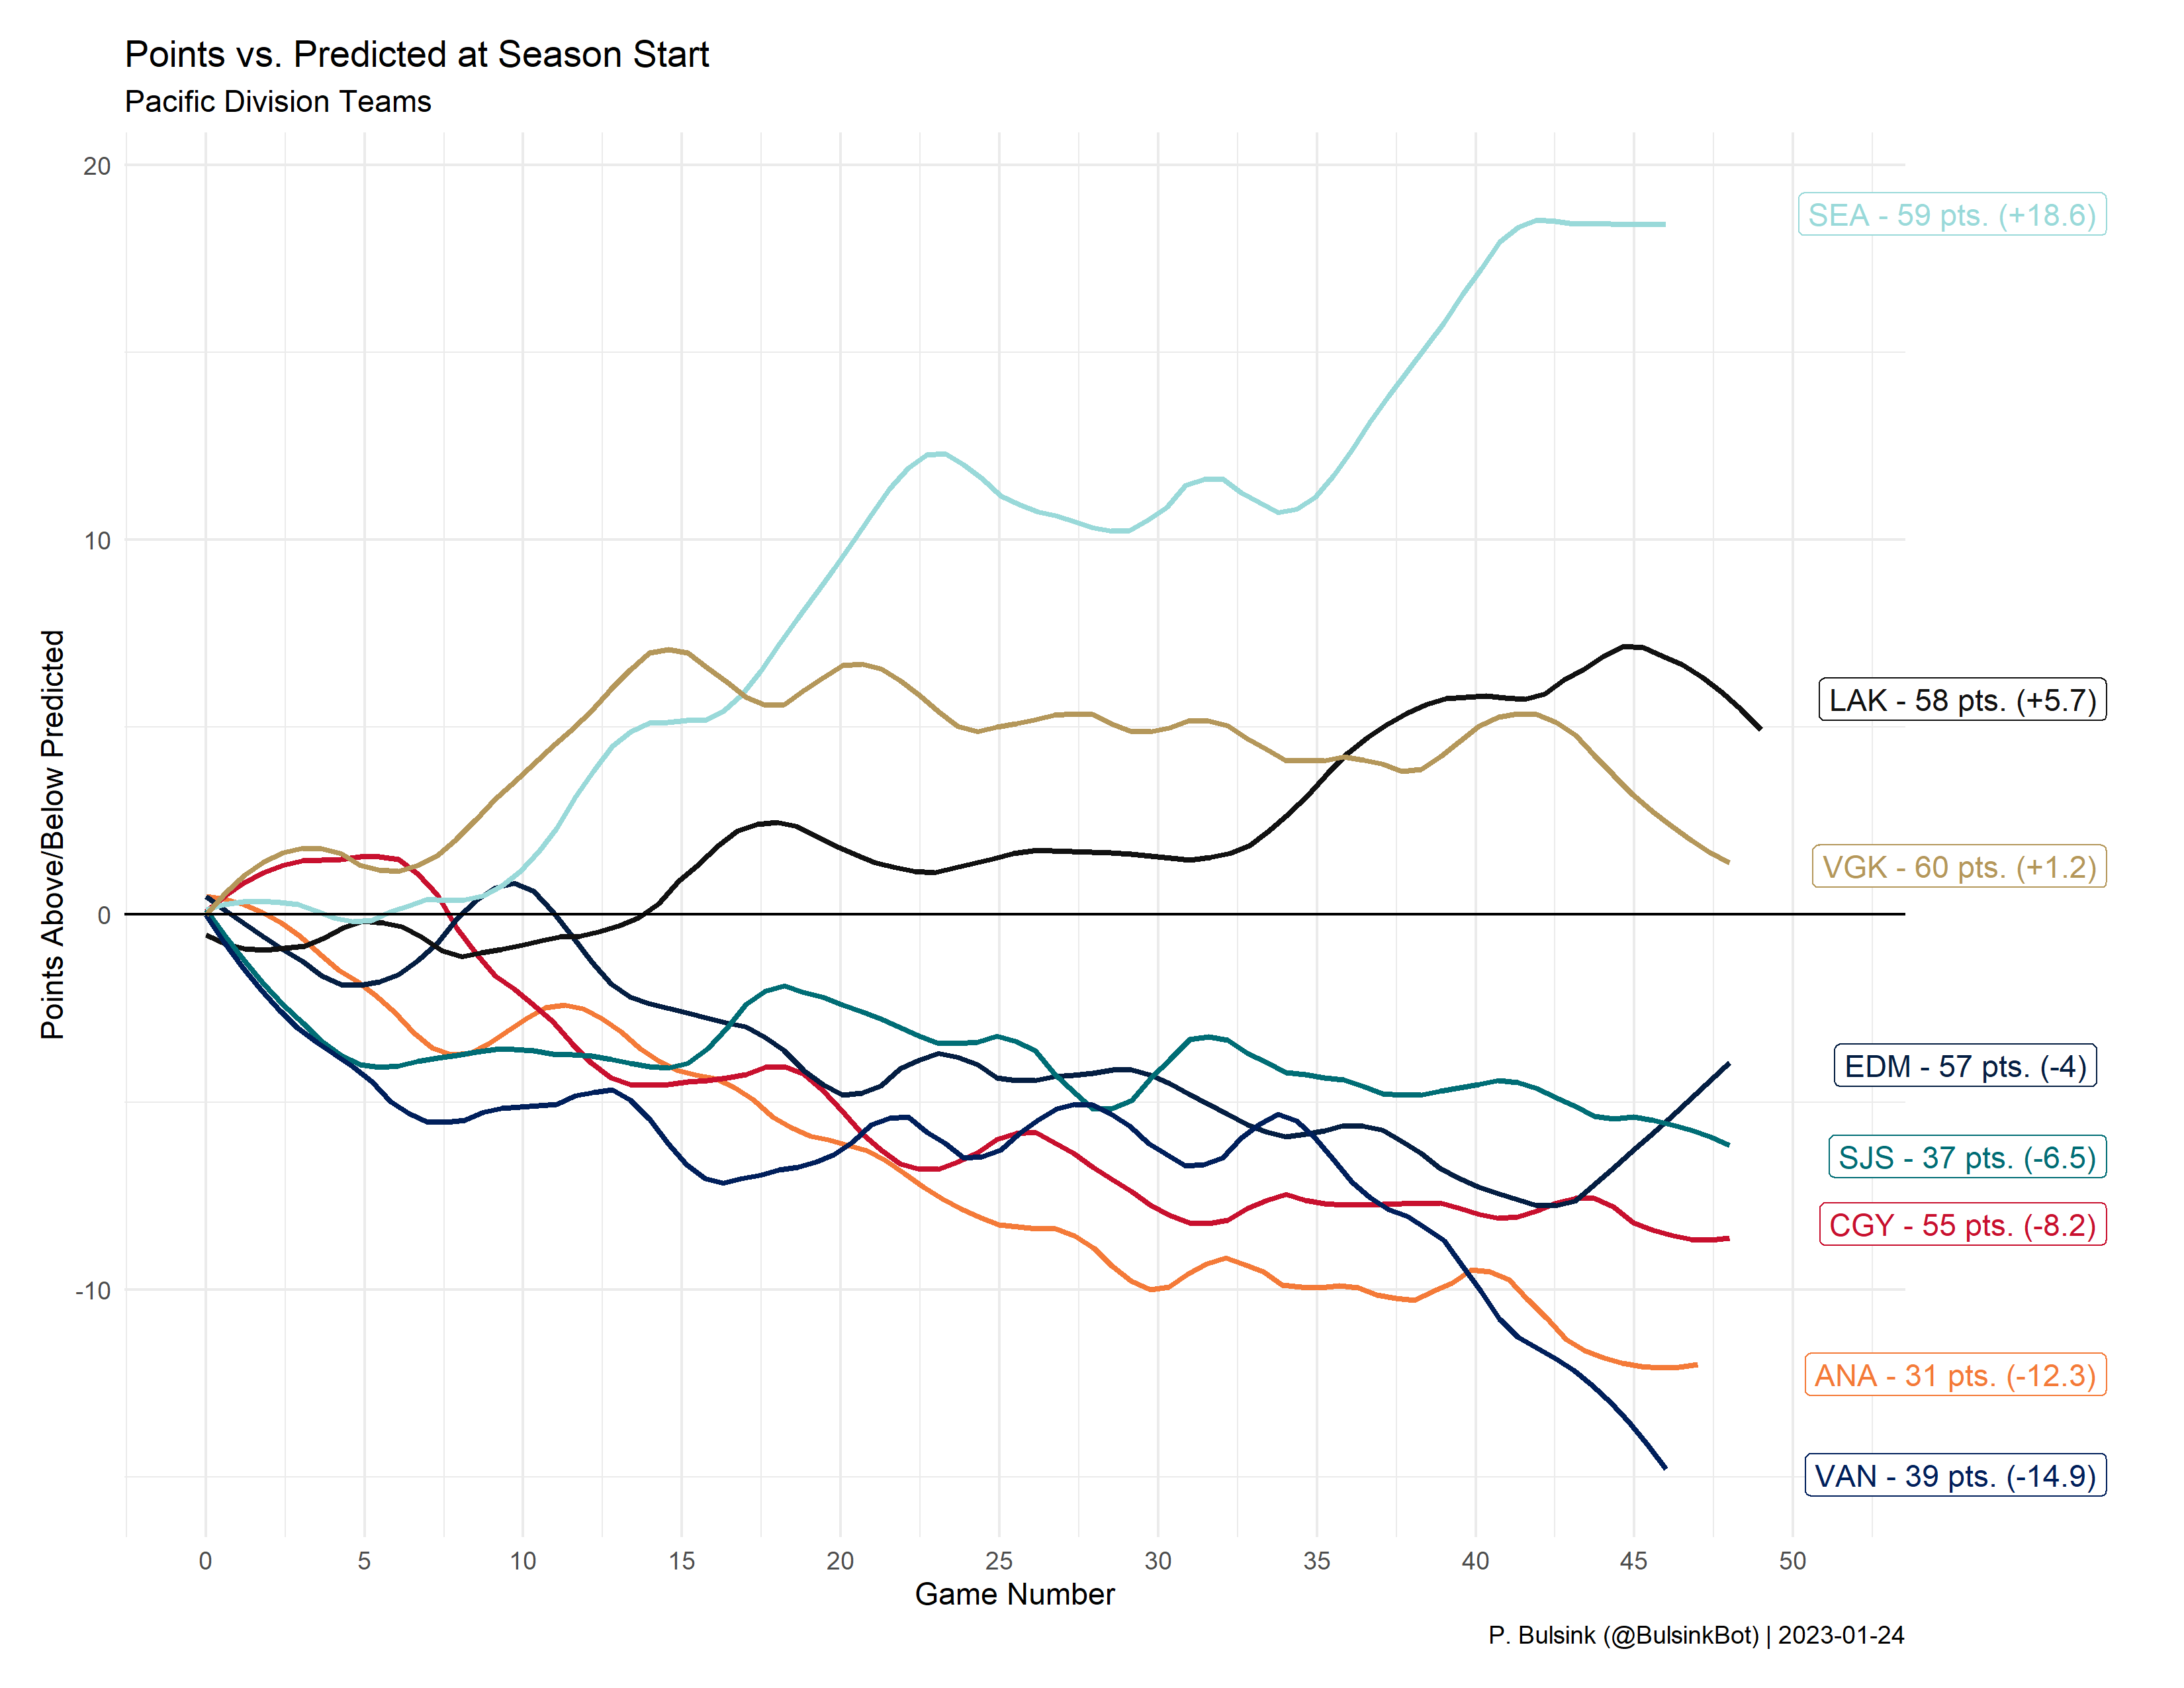 Points vs. Predicted at Season Start
Pacific Division Teams
Points Above/Below Predicted
20
10
0
-10
SEA - 59 pts. (+18.6)
LAK - 58 pts. (+5.7)
VGK - 60 pts. (+1.2)
EDM - 57 pts. (-4)
SJS - 37 pts. (-6.5)
CGY - 55 pts. (-8.2)
ANA - 31 pts. (-12.3)
VAN - 39 pts. (-14.9)
0 5 10 15 20 25 30 35 40 45 50
Game Number
P. Bulsink (@BulsinkBot) | 2023-01-24